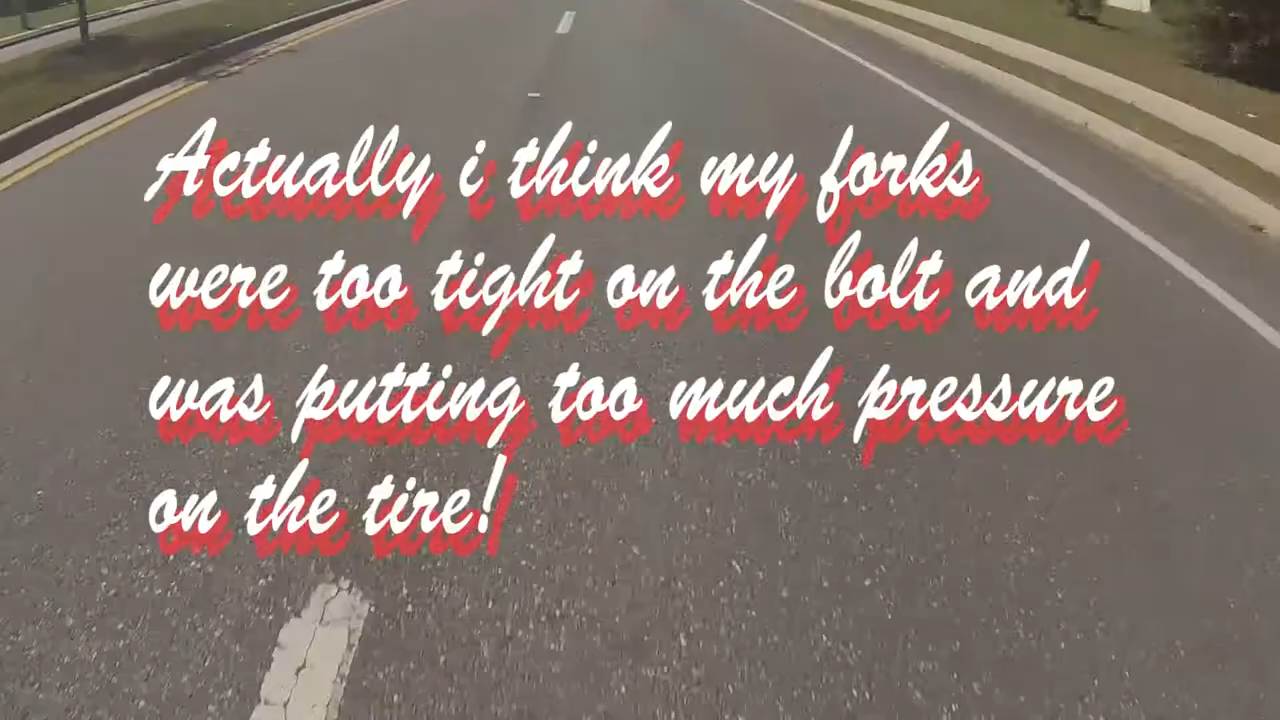 Actually i think my forks
were too tight on the bolt and
was putting too much pressure
on the tire!